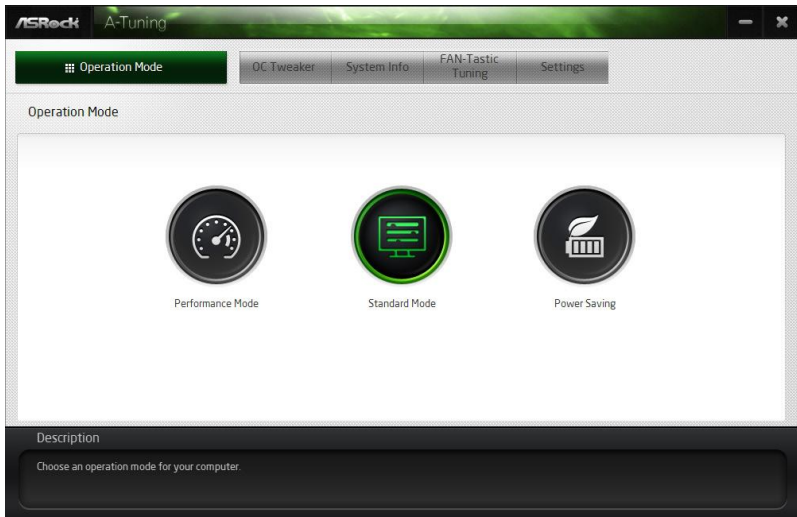 ASRock A-Tuning
Operation Mode OC Tweaker System Info FAN-Tastic Tuning Settings
Operation Mode
Performance Mode Standard Mode Power Saving
Description
Choose an operation mode for your computer.